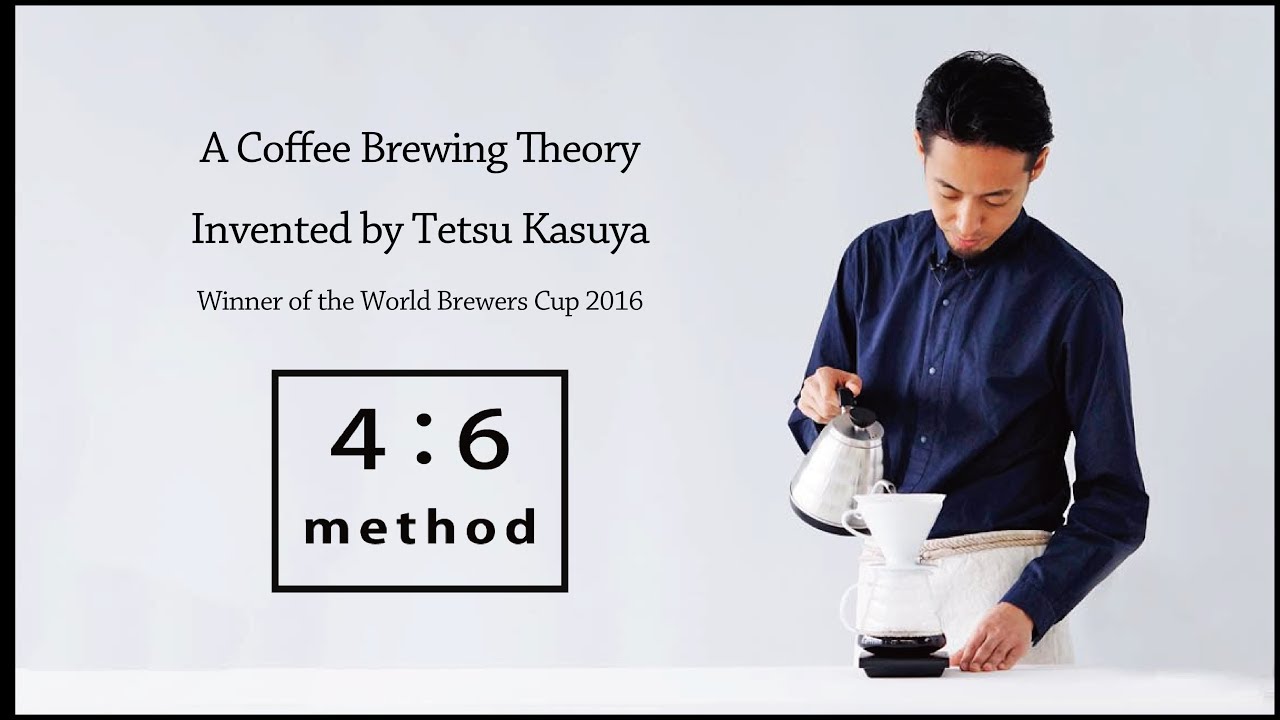 A Coffee Brewing Theory
Invented by Tetsu Kasuya
Winner of the World Brewers Cup 2016
4:6
method